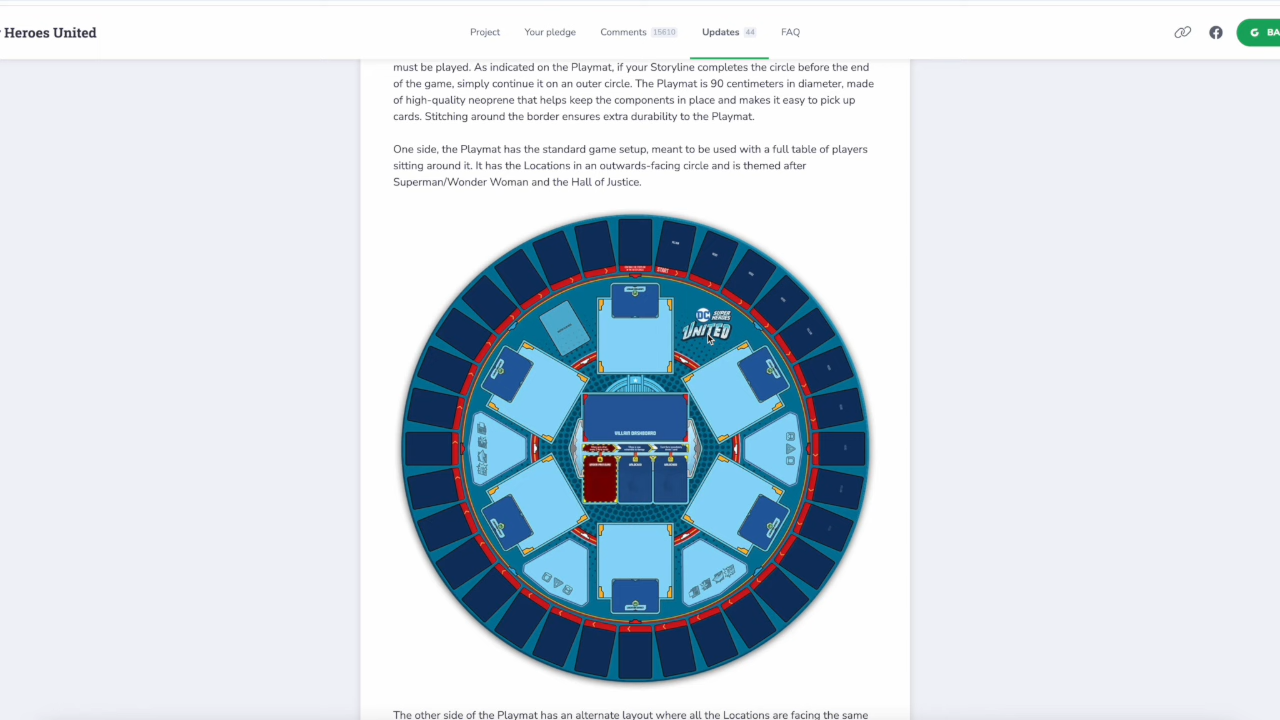 Heroes United
Project
Your pledge
Comments 15610
Updates 44
FAQ
BA
must be played. As indicated on the Playmat, if your Storyline completes the circle before the end
of the game, simply continue it on an outer circle. The Playmat is 90 centimeters in diameter, made
of high-quality neoprene that helps keep the components in place and makes it easy to pick up
cards. Stitching around the border ensures extra durability to the Playmat.
One side, the Playmat has the standard game setup, meant to be used with a full table of players
sitting around it. It has the Locations in an outwards-facing circle and is themed after
Superman/Wonder Woman and the Hall of Justice.
START
DC SUPER
HEROES
UNITED
VILLAIN DASHBOARD
The other side of the Playmat has an alternate layout where all the Locations are facing the same